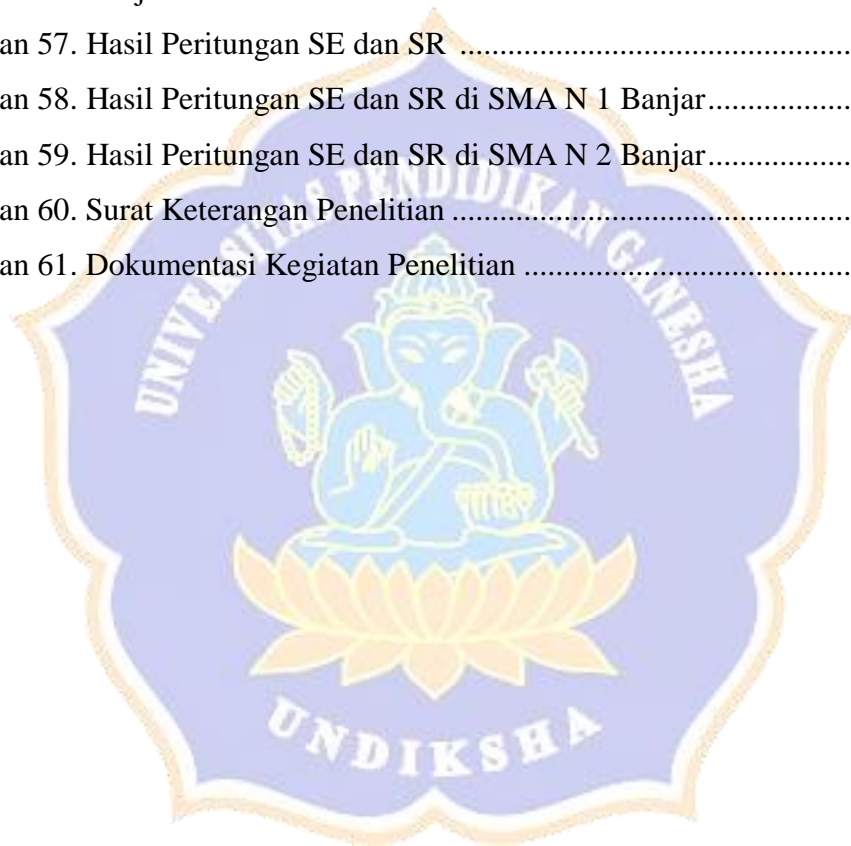 an 57. Hasil Peritungan SE dan SR ................................................
an 58. Hasil Peritungan SE dan SR di SMA N 1 Banjar..................
an 59. Hasil Peritungan SE dan SR di SMA N 2 Banjar..................
an 60. Surat Keterangan Penelitian ..................................................
an 61. Dokumentasi Kegiatan Penelitian .........................................
UNIVERSITAS PENDIDIKAN GANESHA
UNDIKSHA